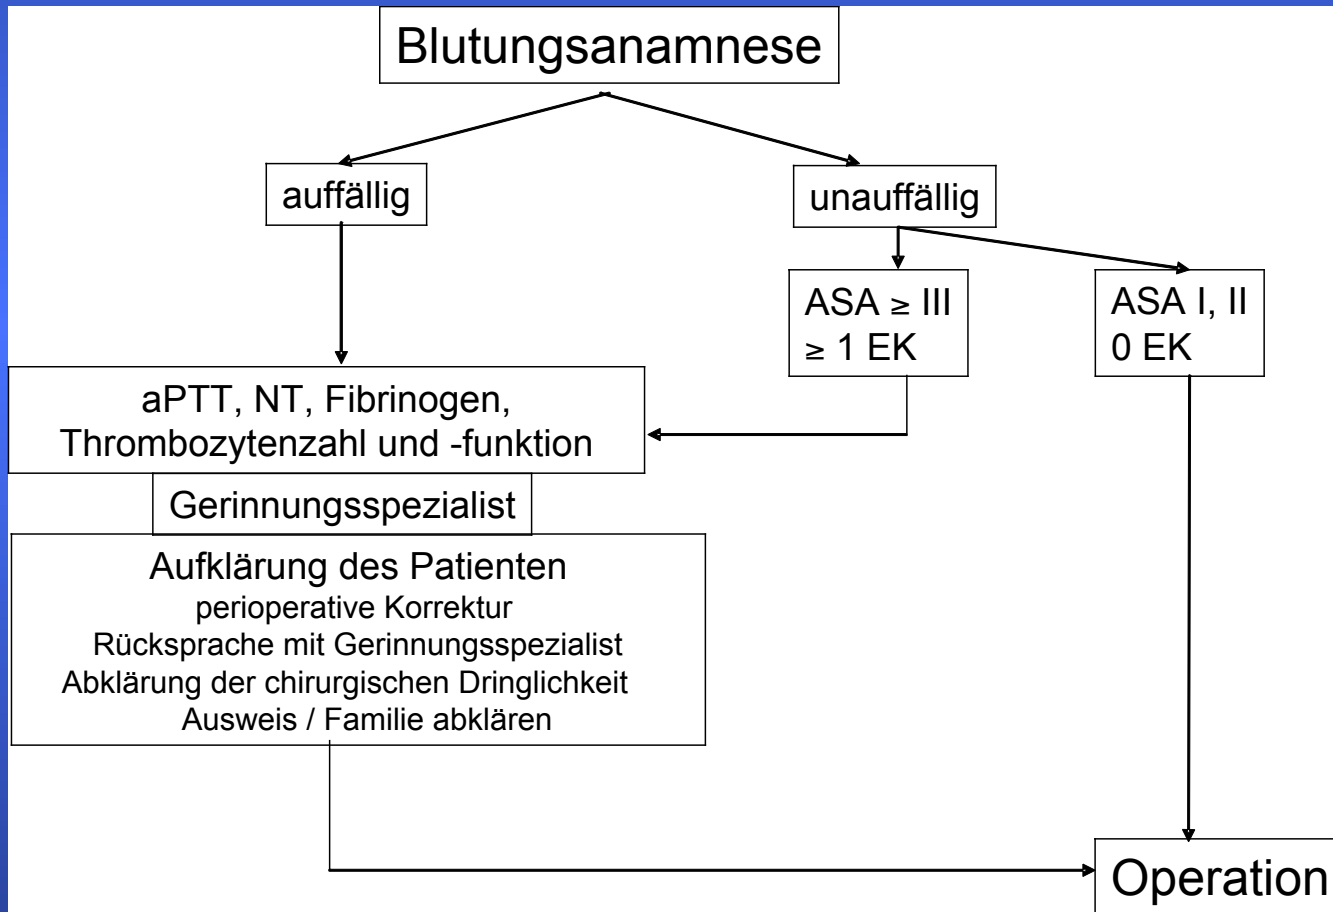 Blutungsanamnese
auffällig
unauffällig
ASA ≥ III
≥ 1 EK
ASA I, II
0 EK
aPTT, NT, Fibrinogen,
Thrombozytenzahl und -funktion
Gerinnungsspezialist
Aufklärung des Patienten
perioperative Korrektur
Rücksprache mit Gerinnungsspezialist
Abklärung der chirurgischen Dringlichkeit
Ausweis / Familie abklären
Operation